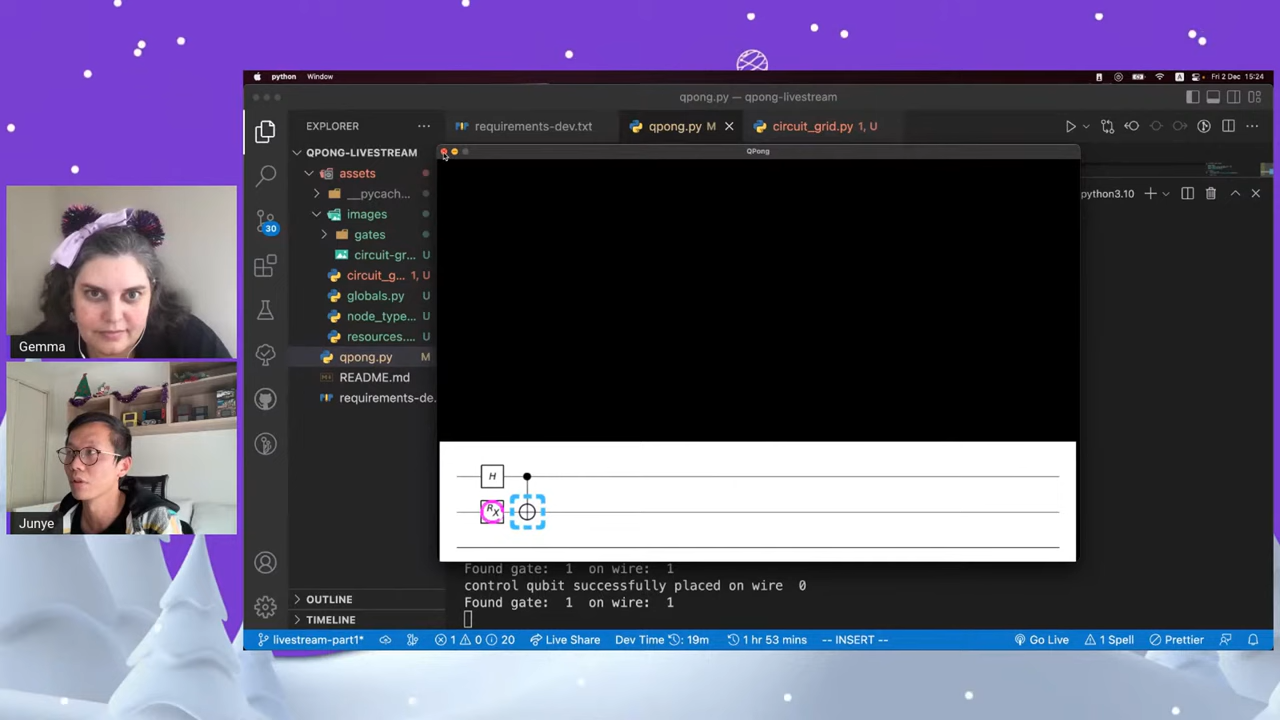 python Window
Fri 2 Dec 15:24
qpong.py — qpong-livestream
EXPLORER
requirements-dev.txt
qpong.py M
circuit_grid.py 1, U
QPONG-LIVESTREAM
QPong
assets
__pycach...
python3.10
images
30
gates
circuit-gr... U
circuit_g... 1, U
globals.py U
node_type... U
resources.... U
Gemma
qpong.py M
README.md
requirements-de...
H
RX
Junye
Found gate: 1 on wire: 1
control qubit successfully placed on wire 0
OUTLINE
Found gate: 1 on wire: 1
TIMELINE
livestream-part1*
1 0 20
Live Share
Dev Time: 19m
1 hr 53 mins
-- INSERT --
Go Live
1 Spell
Prettier